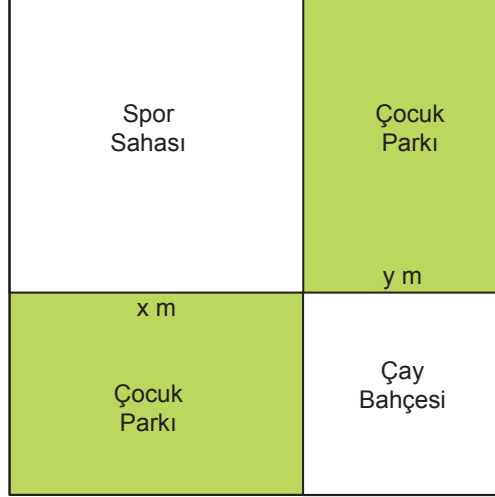 Spor
Sahası
Çocuk
Parkı
y m
x m
Çocuk
Parkı
Çay
Bahçesi